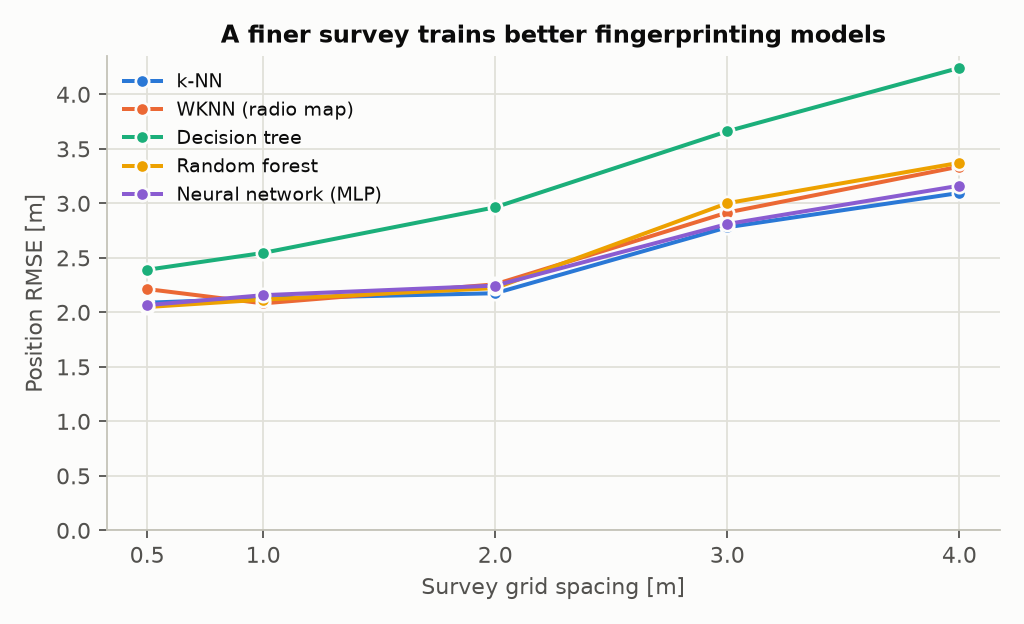 A finer survey trains better fingerprinting models
k-NN
WKNN (radio map)
Decision tree
Random forest
Neural network (MLP)
Position RMSE [m]
4.0
3.5
3.0
2.5
2.0
1.5
1.0
0.5
0.0
0.5 1.0 2.0 3.0 4.0
Survey grid spacing [m]